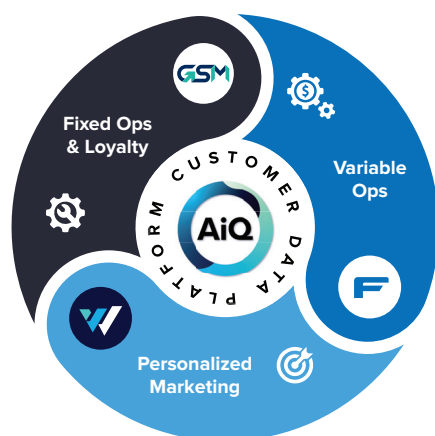 GSM
Fixed Ops
& Loyalty
$
Variable
Ops
CUSTOMER DATA PLATFORM
AiQ
F
W
Personalized
Marketing